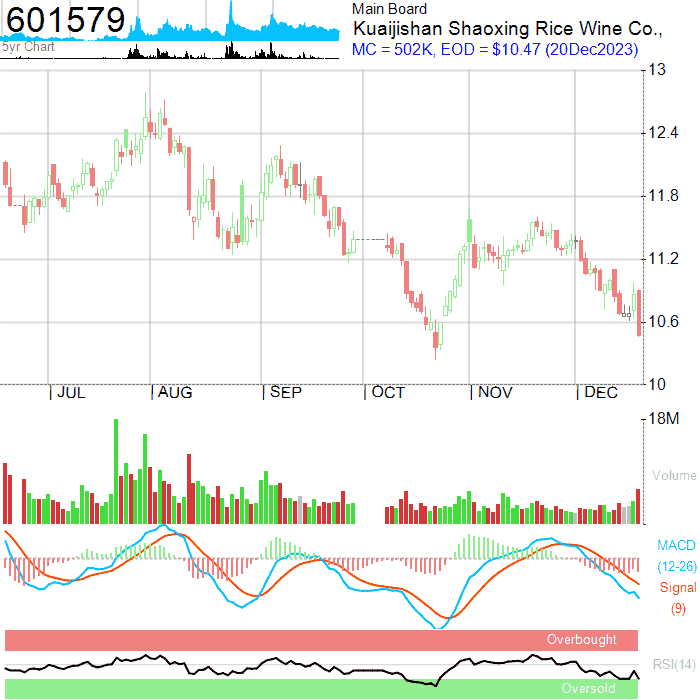 601579
5yr Chart
Main Board
Kuaijishan Shaoxing Rice Wine Co.,
MC = 502K, EOD = $10.47 (20Dec2023)
13
12.4
11.8
11.2
10.6
10
JUL AUG SEP OCT NOV DEC
18M
Volume
MACD
(12-26)
Signal
(9)
Overbought
RSI(14)
Oversold